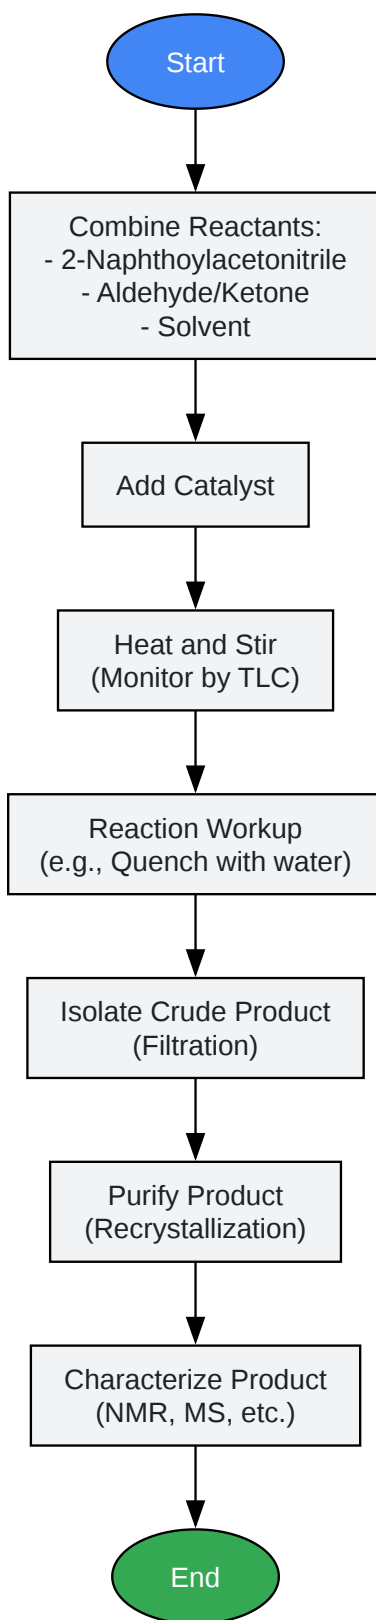 Start
Combine Reactants:
- 2-Naphthoylacetonitrile
- Aldehyde/Ketone
- Solvent
Add Catalyst
Heat and Stir
(Monitor by TLC)
Reaction Workup
(e.g., Quench with water)
Isolate Crude Product
(Filtration)
Purify Product
(Recrystallization)
Characterize Product
(NMR, MS, etc.)
End